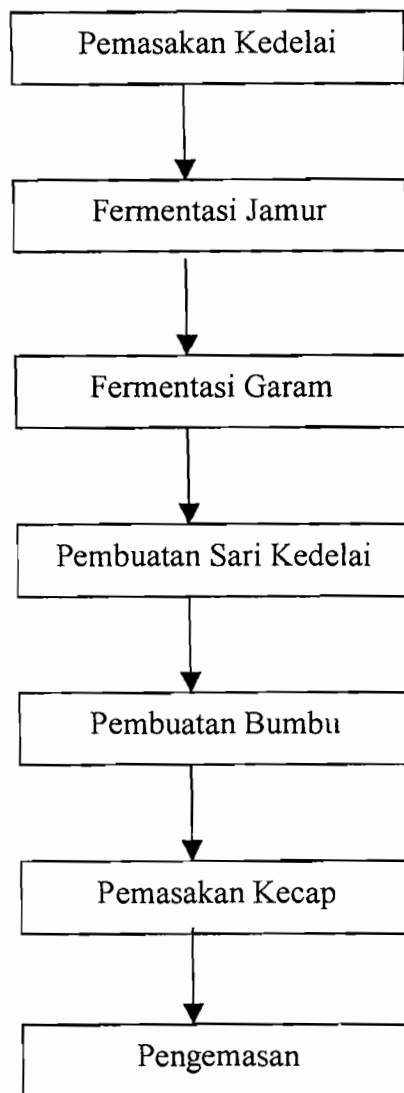 Pemasakan Kedelai
Fermentasi Jamur
Fermentasi Garam
Pembuatan Sari Kedelai
Pembuatan Bumbu
Pemasakan Kecap
Pengemasan